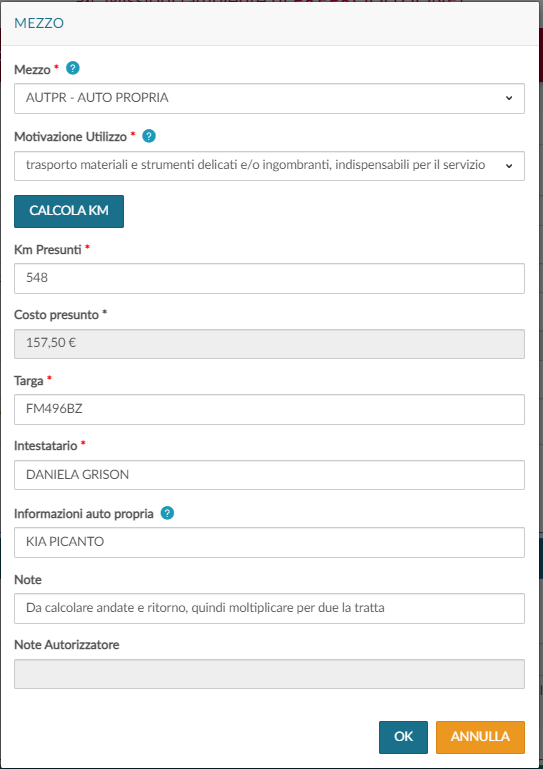 MEZZO
Mezzo * ?
AUTPR - AUTO PROPRIA
Motivazione Utilizzo * ?
trasporto materiali e strumenti delicati e/o ingombranti, indispensabili per il servizio
CALCOLA KM
Km Presunti *
548
Costo presunto *
157,50 €
Targa *
FM496BZ
Intestatario *
DANIELA GRISON
Informazioni auto propria ?
KIA PICANTO
Note
Da calcolare andate e ritorno, quindi moltiplicare per due la tratta
Note Autorizzatore
OK
ANNULLA